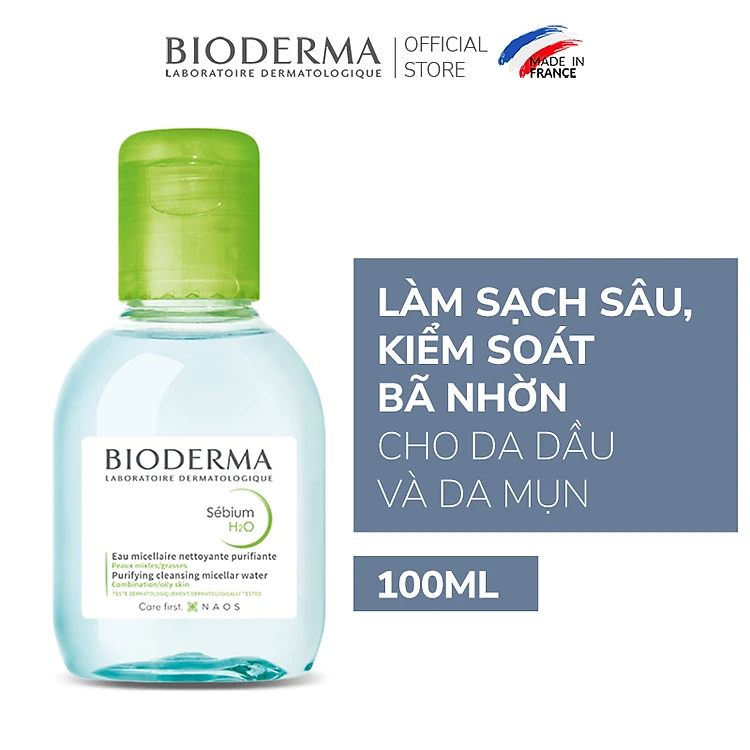 BIODERMA
LABORATOIRE DERMATOLOGIQUE
OFFICIAL
STORE
MADE IN
FRANCE
LÀM SẠCH SÂU,
KIỂM SOÁT
BÃ NHỜN
CHO DA DẦU
VÀ DA MỤN
100ML
BIODERMA
LABORATOIRE DERMATOLOGIQUE
Sébium
H2O
Eau micellaire nettoyante purifiante
Peaux mixtes/grasses
Purifying cleansing micellar water
Combination/oily skin
TESTÉ DERMATOLOGIQUEMENT/DERMATOLOGICALLY TESTED
Care first. NAOS